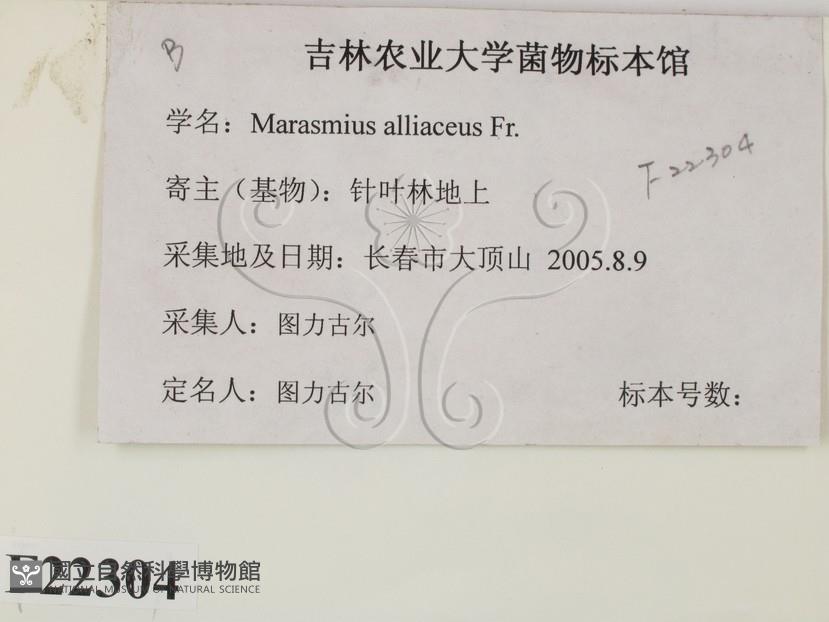 B
吉林农业大学菌物标本馆
学名：Marasmius alliaceus Fr.
F22304
寄主（基物）：针叶林地上
采集地及日期：长春市大顶山 2005.8.9
采集人：图力古尔
定名人：图力古尔
标本号数：
F22304
國立自然科學博物館
NATIONAL MUSEUM OF NATURAL SCIENCE